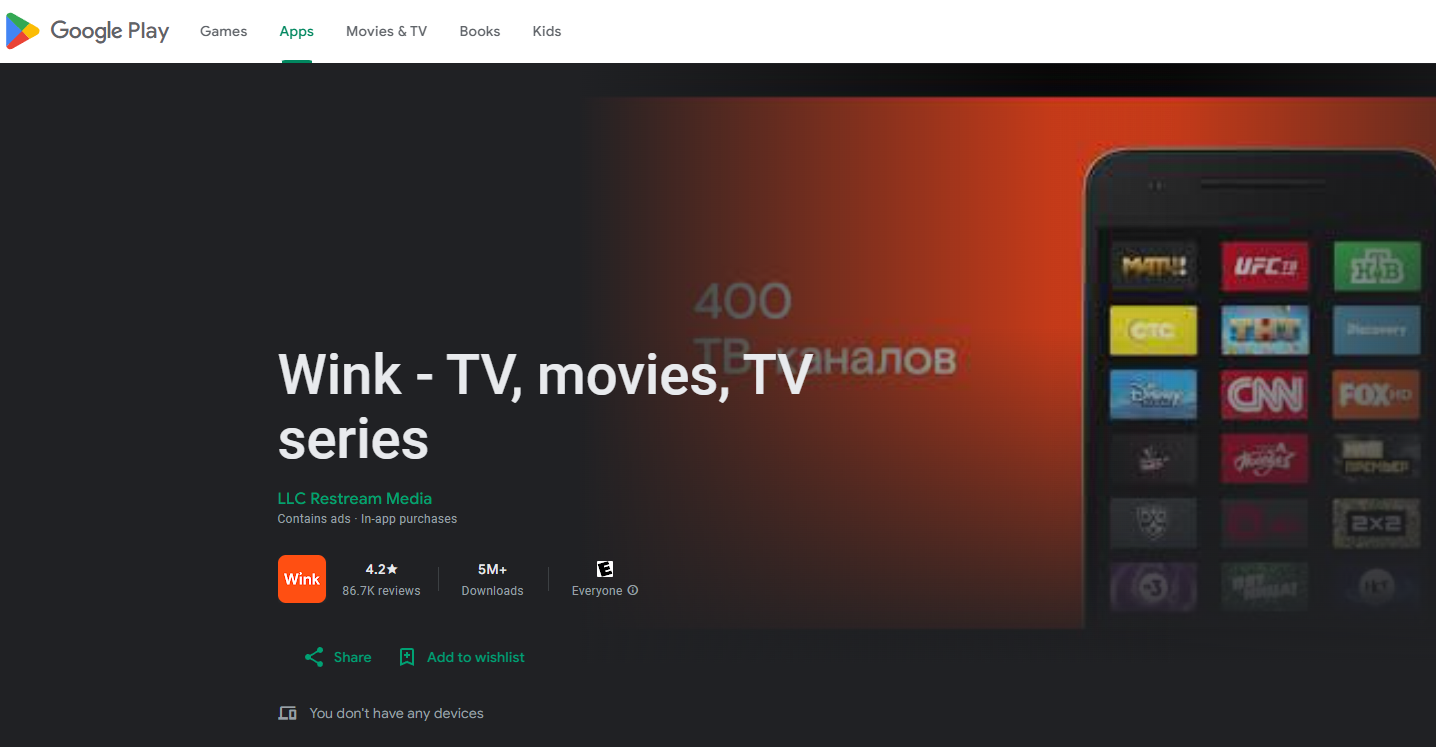 Google Play
Games
Apps
Movies & TV
Books
Kids
400
ТВ каналов
Wink - TV, movies, TV
series
LLC Restream Media
Contains ads · In-app purchases
Wink
4.2★
86.7K reviews
5M+
Downloads
E
Everyone
Share
Add to wishlist
You don't have any devices
МАТЧ!
UFC ТВ
НТВ
СТС
ТНТ
Discovery
Disney
CNN
FOX HD
ПРЕМЬЕР
2X2